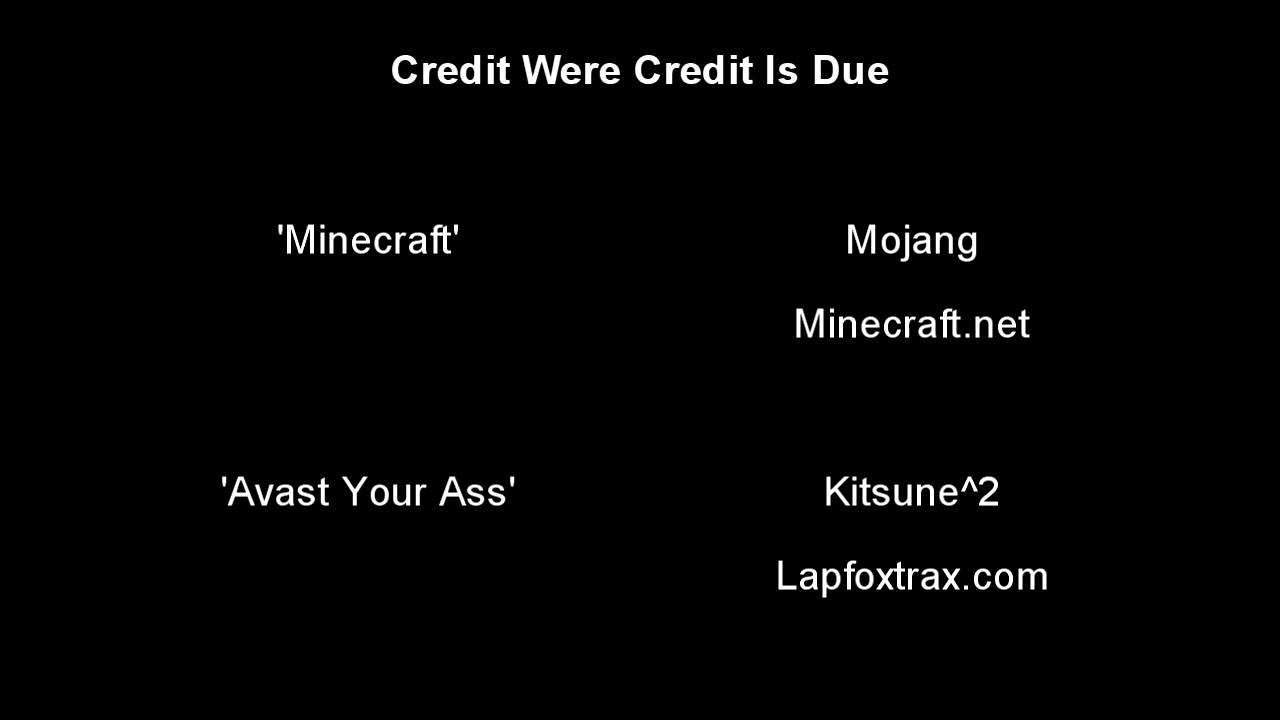 Credit Were Credit Is Due
'Minecraft' Mojang
Minecraft.net
'Avast Your Ass' Kitsune^2
Lapfoxtrax.com